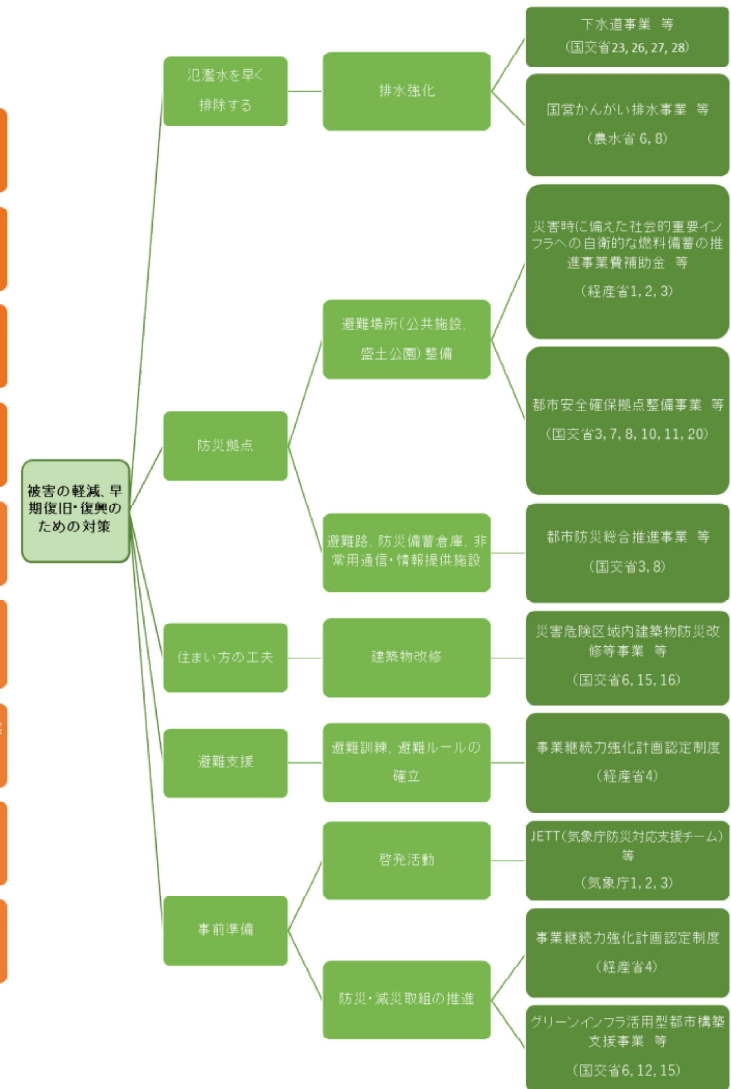 被害の軽減、早
期復旧・復興の
ための対策
氾濫水を早く
排除する
排水強化
下水道事業 等
(国交省23, 26, 27, 28)
国営かんがい排水事業 等
(農水省 6, 8)
防災拠点
避難場所(公共施設、
盛土公園)整備
災害時に備えた社会的重要イン
フラへの自衛的な燃料備蓄の推
進事業費補助金 等
(経産省1, 2, 3)
都市安全確保拠点整備事業 等
(国交省3, 7, 8, 10, 11, 20)
避難路、防災備蓄倉庫、非
常用通信・情報提供施設
都市防災総合推進事業 等
(国交省3, 8)
住まい方の工夫
建築物改修
災害危険区域内建築物防災改
修等事業 等
(国交省6, 15, 16)
避難支援
避難訓練、避難ルールの
確立
事業継続力強化計画認定制度
(経産省4)
事前準備
啓発活動
JETT(気象庁防災対応支援チーム)
等
(気象庁1, 2, 3)
防災・減災取組の推進
事業継続力強化計画認定制度
(経産省4)
グリーンインフラ活用型都市構築
支援事業 等
(国交省6, 12, 15)